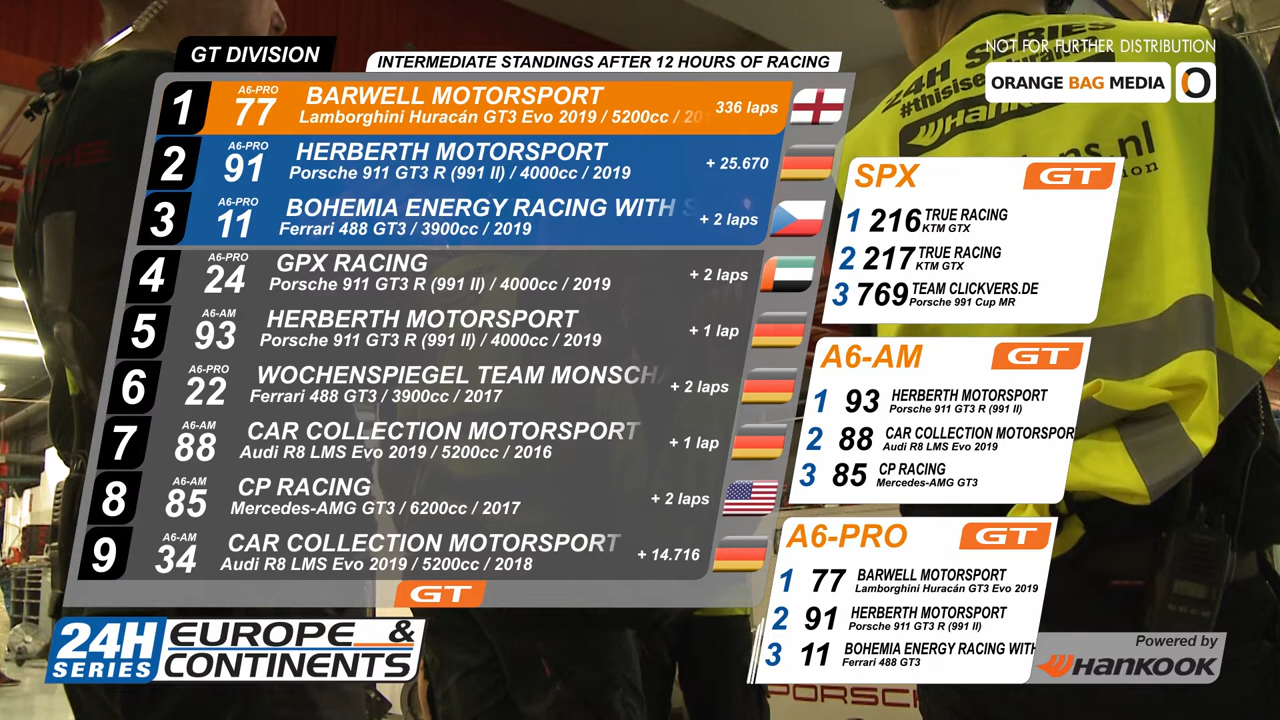 GT DIVISION
INTERMEDIATE STANDINGS AFTER 12 HOURS OF RACING
1 A6-PRO 77 BARWELL MOTORSPORT 336 laps
Lamborghini Huracán GT3 Evo 2019 / 5200cc / 20
2 A6-PRO 91 HERBERTH MOTORSPORT + 25.670
Porsche 911 GT3 R (991 II) / 4000cc / 2019
3 A6-PRO 11 BOHEMIA ENERGY RACING WITH S + 2 laps
Ferrari 488 GT3 / 3900cc / 2019
4 A6-PRO 24 GPX RACING + 2 laps
Porsche 911 GT3 R (991 II) / 4000cc / 2019
5 A6-AM 93 HERBERTH MOTORSPORT + 1 lap
Porsche 911 GT3 R (991 II) / 4000cc / 2019
6 A6-PRO 22 WOCHENSPIEGEL TEAM MONSCHA + 2 laps
Ferrari 488 GT3 / 3900cc / 2017
7 A6-AM 88 CAR COLLECTION MOTORSPORT + 1 lap
Audi R8 LMS Evo 2019 / 5200cc / 2016
8 A6-AM 85 CP RACING + 2 laps
Mercedes-AMG GT3 / 6200cc / 2017
9 A6-AM 34 CAR COLLECTION MOTORSPORT + 14.716
Audi R8 LMS Evo 2019 / 5200cc / 2018
GT
24H SERIES EUROPE & CONTINENTS
NOT FOR FURTHER DISTRIBUTION
ORANGE BAG MEDIA
24H SERIES
#thisise
Hank
ns.nl
SPX GT
1 216 TRUE RACING
KTM GTX
2 217 TRUE RACING
KTM GTX
3 769 TEAM CLICKVERS.DE
Porsche 991 Cup MR
A6-AM GT
1 93 HERBERTH MOTORSPORT
Porsche 911 GT3 R (991 II)
2 88 CAR COLLECTION MOTORSPOR
Audi R8 LMS Evo 2019
3 85 CP RACING
Mercedes-AMG GT3
A6-PRO GT
1 77 BARWELL MOTORSPORT
Lamborghini Huracán GT3 Evo 2019
2 91 HERBERTH MOTORSPORT
Porsche 911 GT3 R (991 II)
3 11 BOHEMIA ENERGY RACING WITH
Ferrari 488 GT3
Powered by
HANKOOK
PORSCH